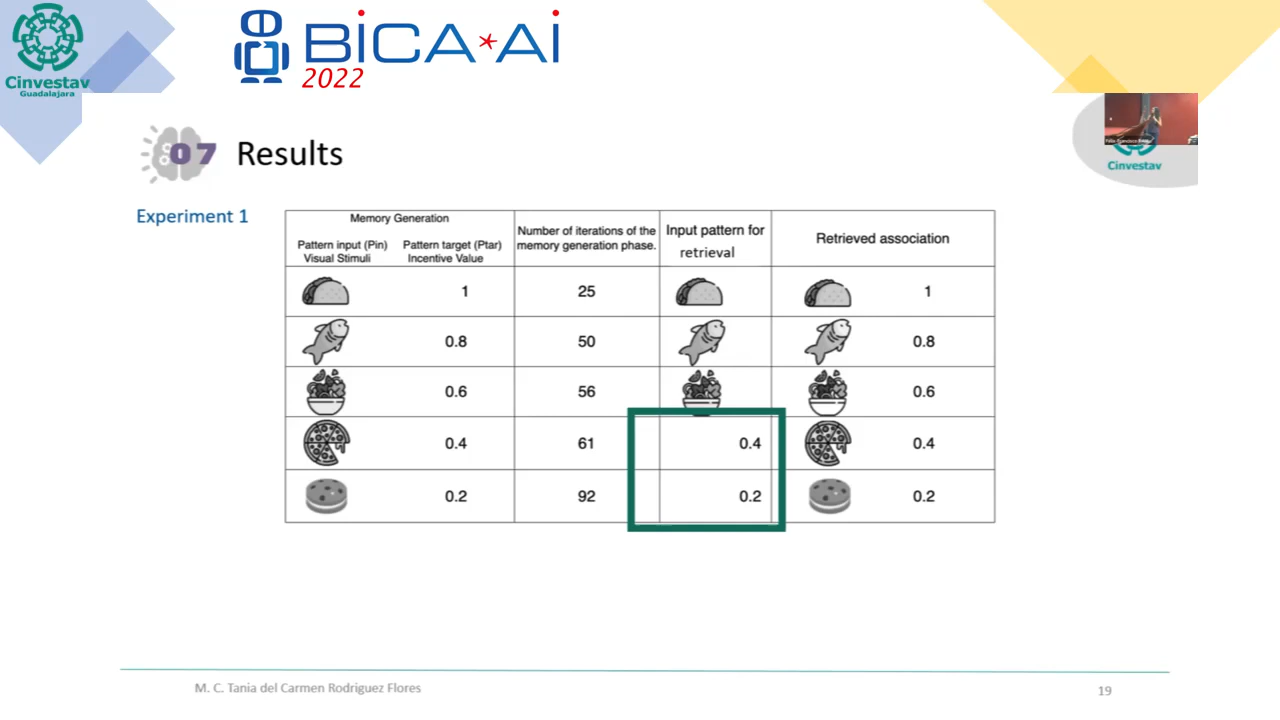 Cinvestav
Guadalajara
BiCA*Ai
2022
07 Results
Cinvestav
Experiment 1
Memory Generation
Pattern input (Pin) Pattern target (Ptar)
Visual Stimuli Incentive Value
Number of iterations of the
memory generation phase.
Input pattern for
retrieval
Retrieved association
1 25 1
0.8 50 0.8
0.6 56 0.6
0.4 61 0.4 0.4
0.2 92 0.2 0.2
M. C. Tania del Carmen Rodriguez Flores
19